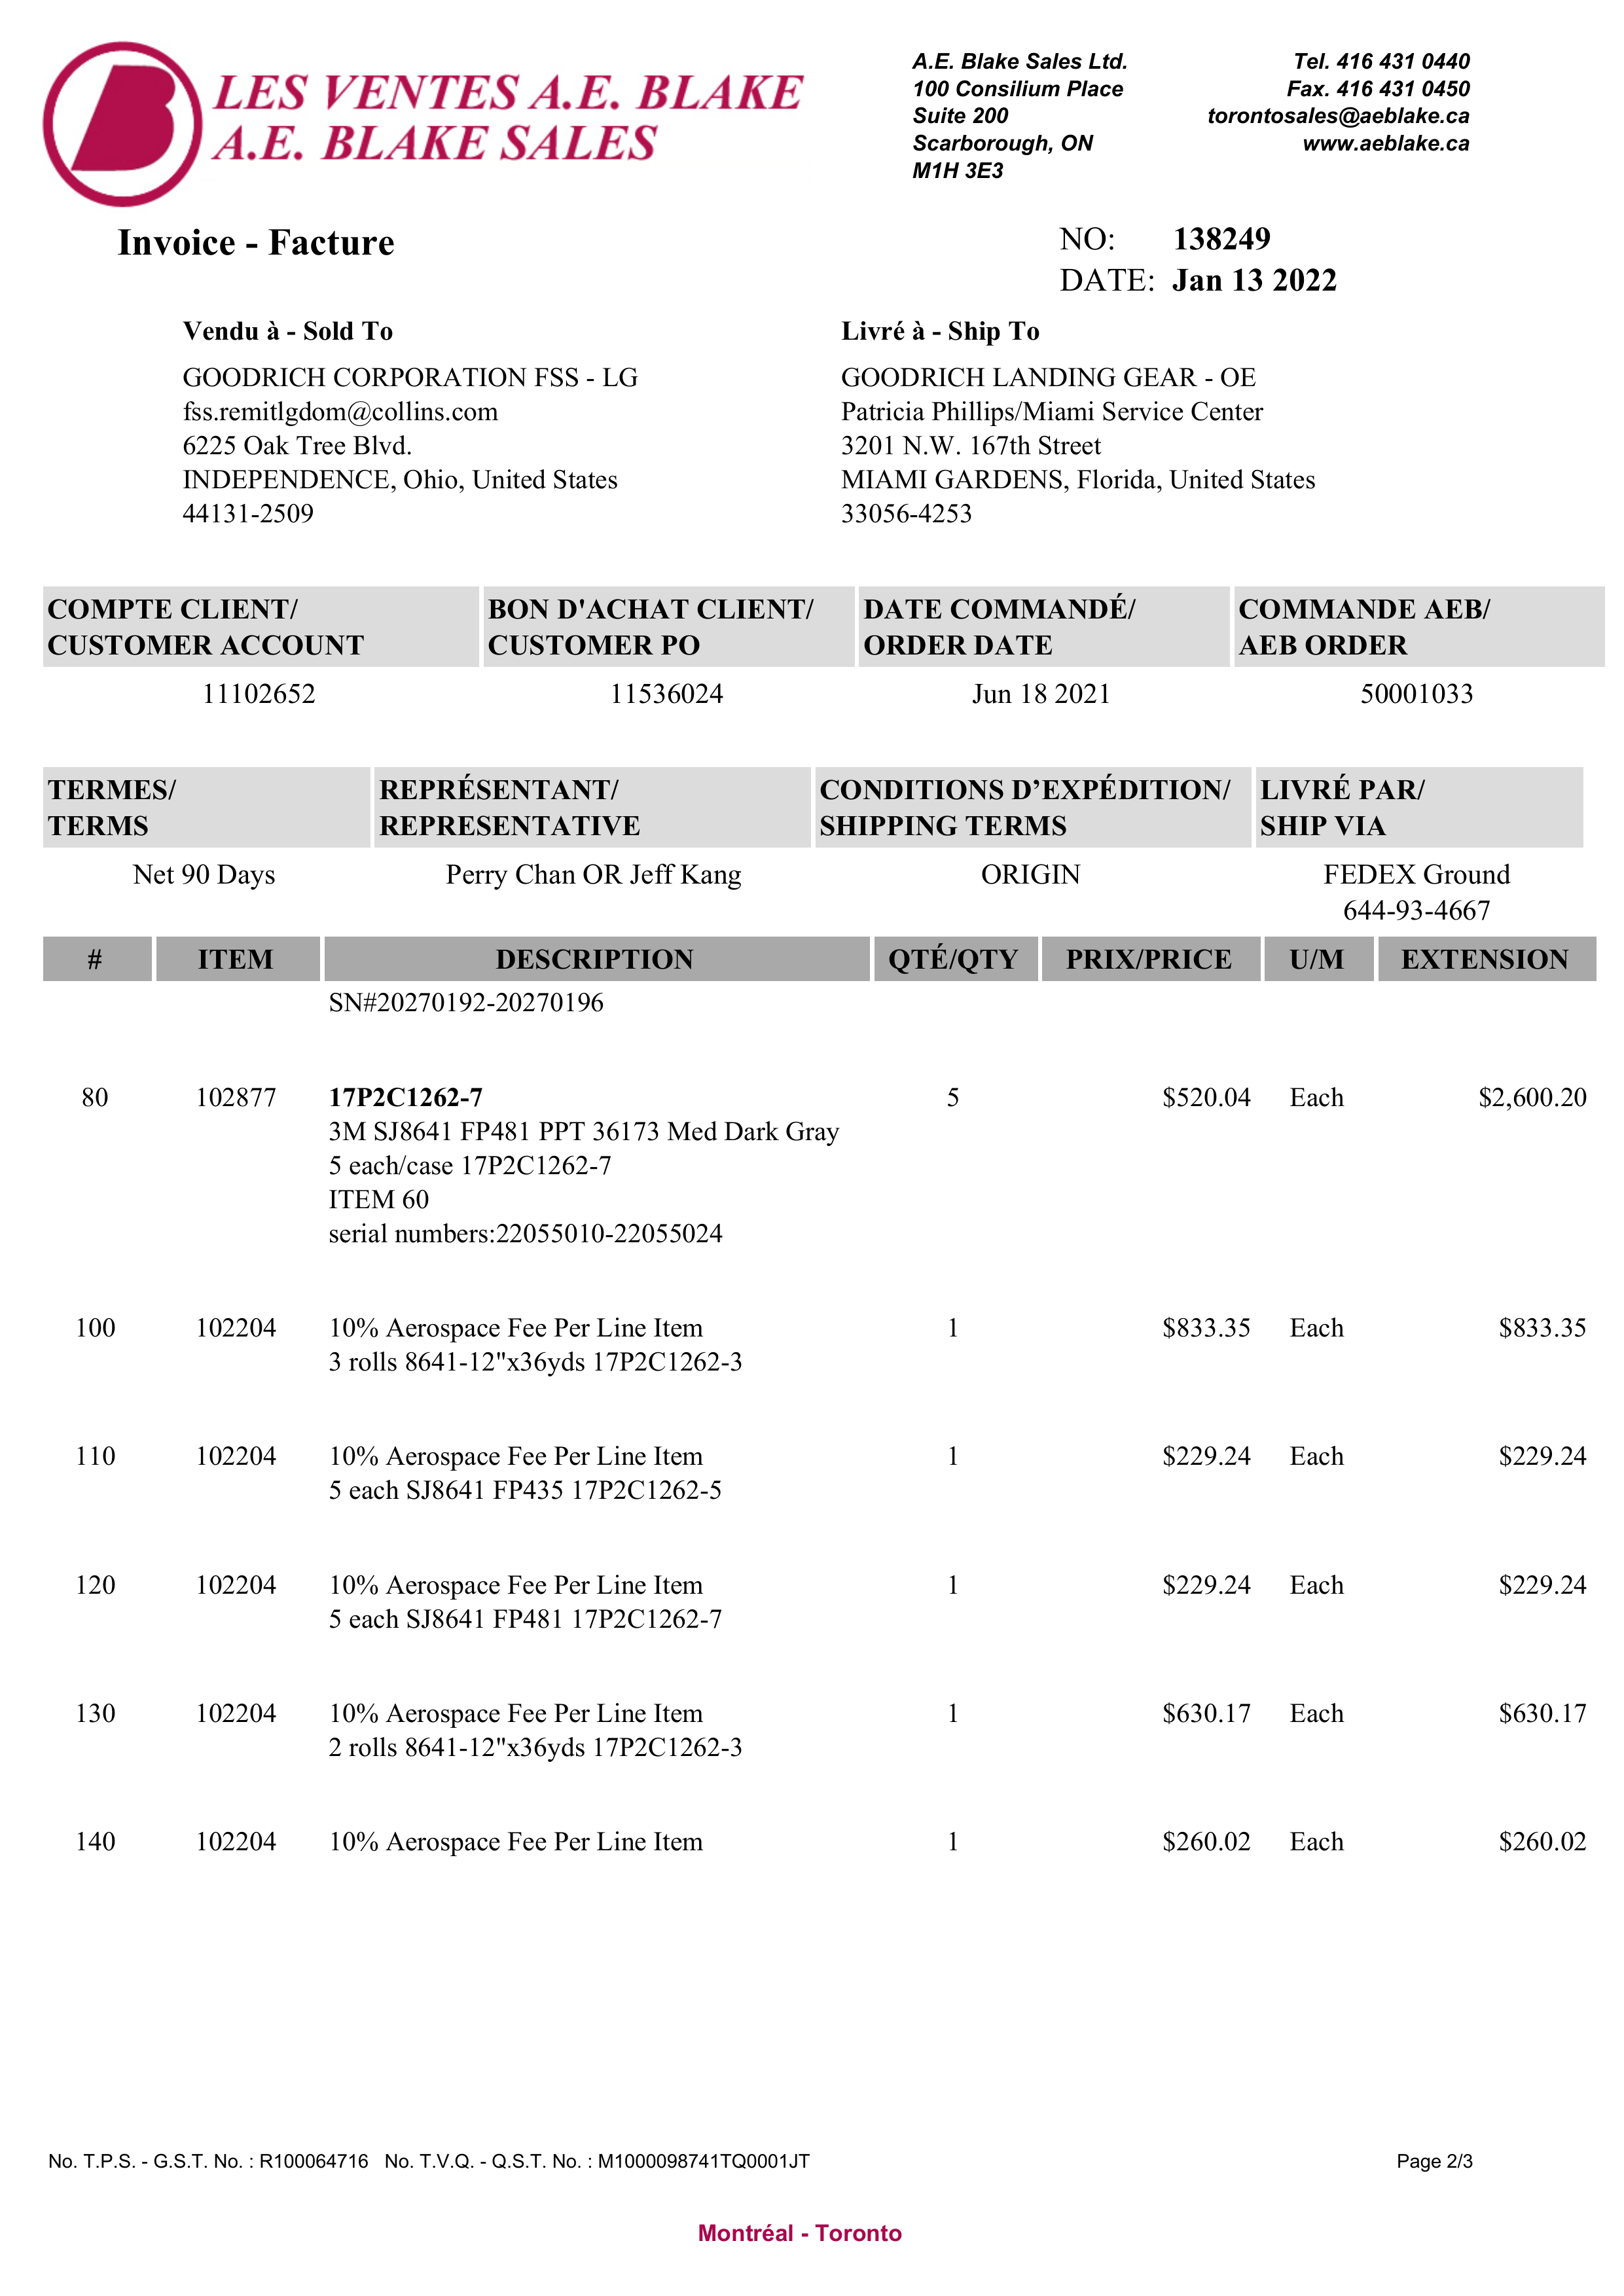 LES VENTES A.E. BLAKE
A.E. BLAKE SALES
A.E. Blake Sales Ltd.
100 Consilium Place
Suite 200
Scarborough, ON
M1H 3E3
Tel. 416 431 0440
Fax. 416 431 0450
torontosales@aeblake.ca
www.aeblake.ca
Invoice - Facture
NO: 138249
DATE: Jan 13 2022
Vendu à - Sold To
GOODRICH CORPORATION FSS - LG
fss.remitlgdom@collins.com
6225 Oak Tree Blvd.
INDEPENDENCE, Ohio, United States
44131-2509
Livré à - Ship To
GOODRICH LANDING GEAR - OE
Patricia Phillips/Miami Service Center
3201 N.W. 167th Street
MIAMI GARDENS, Florida, United States
33056-4253
COMPTE CLIENT/ BON D'ACHAT CLIENT/ DATE COMMANDÉ/ COMMANDE AEB/
CUSTOMER ACCOUNT CUSTOMER PO ORDER DATE AEB ORDER
11102652 11536024 Jun 18 2021 50001033
TERMES/ REPRÉSENTANT/ CONDITIONS D’EXPÉDITION/ LIVRÉ PAR/
TERMS REPRESENTATIVE SHIPPING TERMS SHIP VIA
Net 90 Days Perry Chan OR Jeff Kang ORIGIN FEDEX Ground
644-93-4667
# ITEM DESCRIPTION QTÉ/QTY PRIX/PRICE U/M EXTENSION
SN#20270192-20270196
80 102877 17P2C1262-7 5 $520.04 Each $2,600.20
3M SJ8641 FP481 PPT 36173 Med Dark Gray
5 each/case 17P2C1262-7
ITEM 60
serial numbers:22055010-22055024
100 102204 10% Aerospace Fee Per Line Item 1 $833.35 Each $833.35
3 rolls 8641-12"x36yds 17P2C1262-3
110 102204 10% Aerospace Fee Per Line Item 1 $229.24 Each $229.24
5 each SJ8641 FP435 17P2C1262-5
120 102204 10% Aerospace Fee Per Line Item 1 $229.24 Each $229.24
5 each SJ8641 FP481 17P2C1262-7
130 102204 10% Aerospace Fee Per Line Item 1 $630.17 Each $630.17
2 rolls 8641-12"x36yds 17P2C1262-3
140 102204 10% Aerospace Fee Per Line Item 1 $260.02 Each $260.02
No. T.P.S. - G.S.T. No. : R100064716 No. T.V.Q. - Q.S.T. No. : M1000098741TQ0001JT Page 2/3
Montréal - Toronto